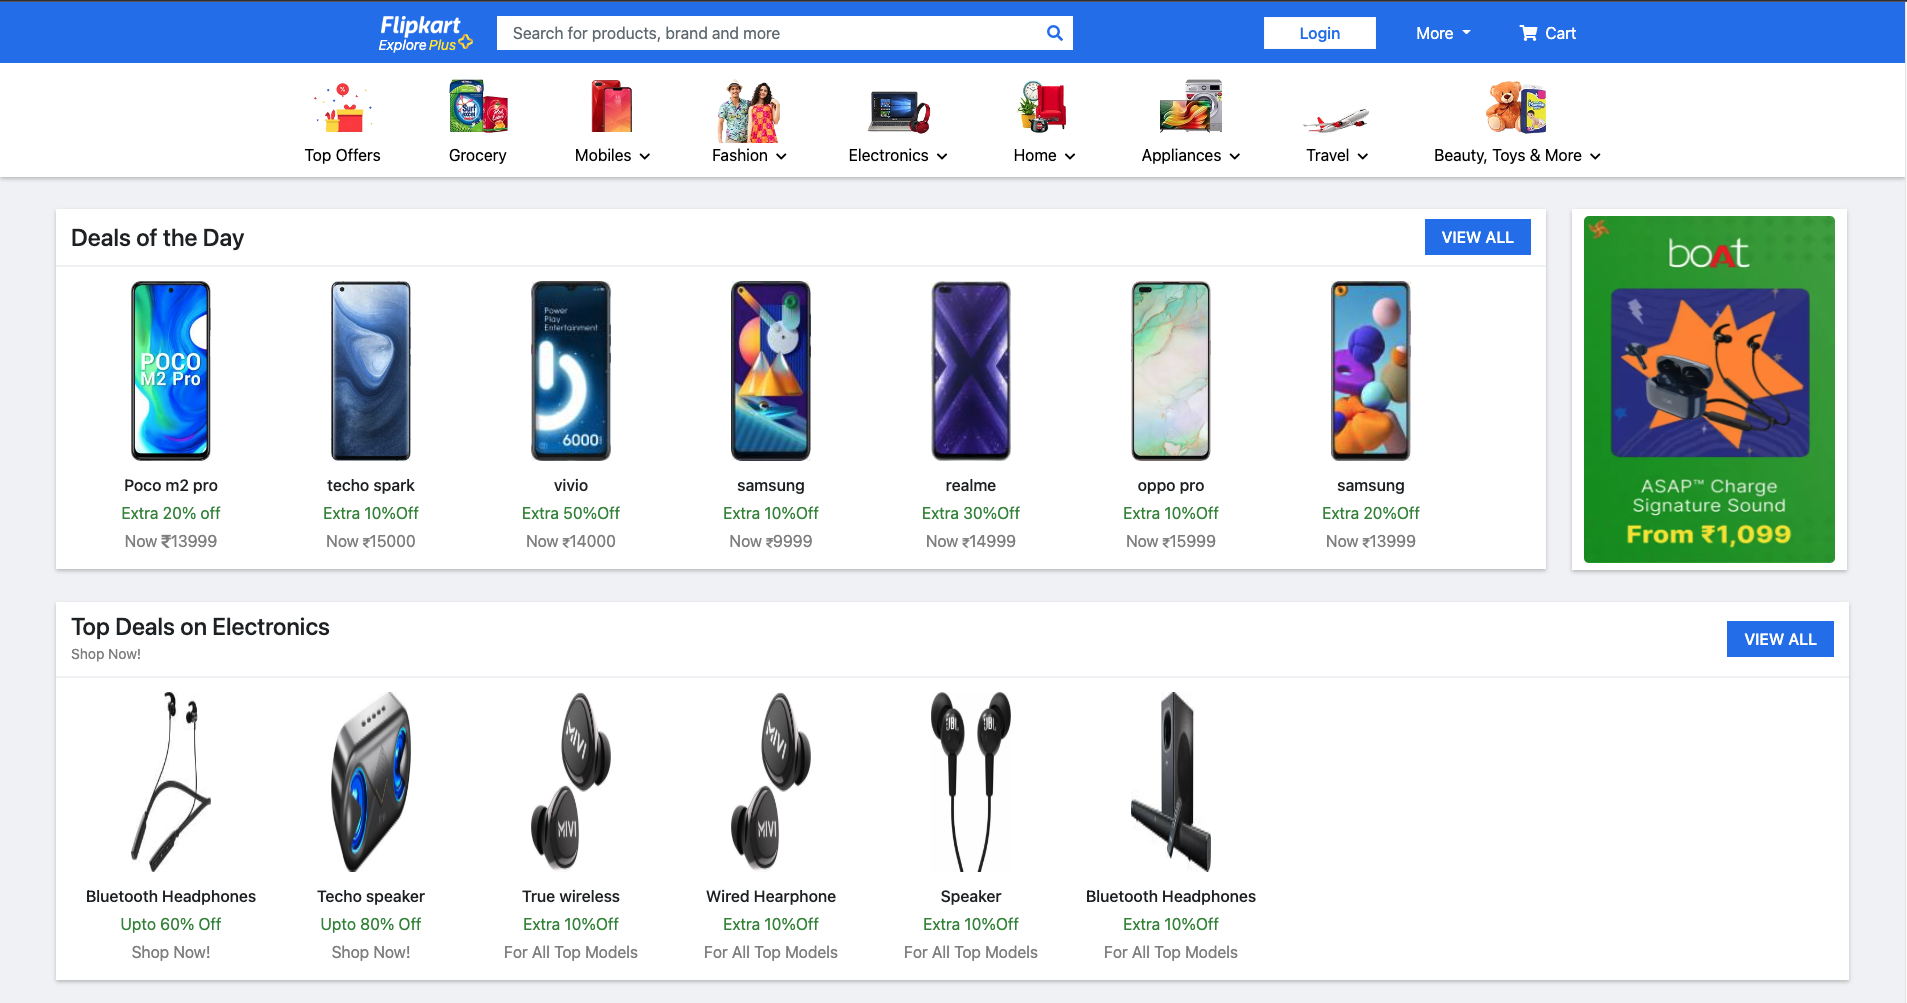 Flipkart
Explore Plus
Search for products, brand and more
Login
More
Cart
Surf excel
Top Offers
Grocery
Mobiles
Fashion
Electronics
Home
Appliances
Travel
Beauty, Toys & More
Deals of the Day
VIEW ALL
POCO
M2 Pro
Power
Play
Entertainment
6000
Poco m2 pro
techo spark
vivio
samsung
realme
oppo pro
samsung
Extra 20% off
Extra 10%Off
Extra 50%Off
Extra 10%Off
Extra 30%Off
Extra 10%Off
Extra 20%Off
Now ₹13999
Now ₹15000
Now ₹14000
Now ₹9999
Now ₹14999
Now ₹15999
Now ₹13999
boAt
ASAP™ Charge
Signature Sound
From ₹1,099
Top Deals on Electronics
Shop Now!
VIEW ALL
MIVI
MIVI
MIVI
MIVI
JBL
JBL
Bluetooth Headphones
Techo speaker
True wireless
Wired Hearphone
Speaker
Bluetooth Headphones
Upto 60% Off
Upto 80% Off
Extra 10%Off
Extra 10%Off
Extra 10%Off
Extra 10%Off
Shop Now!
Shop Now!
For All Top Models
For All Top Models
For All Top Models
For All Top Models